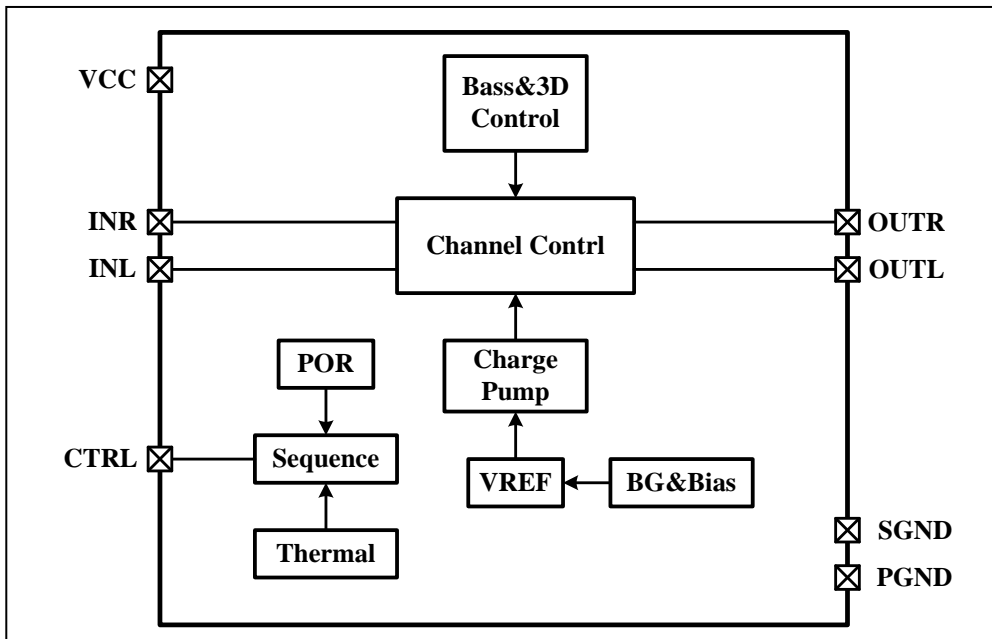 VCC
Bass&3D
Control
INR
Channel Contrl
OUTR
INL
OUTL
POR
Charge
Pump
CTRL
Sequence
VREF
BG&Bias
Thermal
SGND
PGND